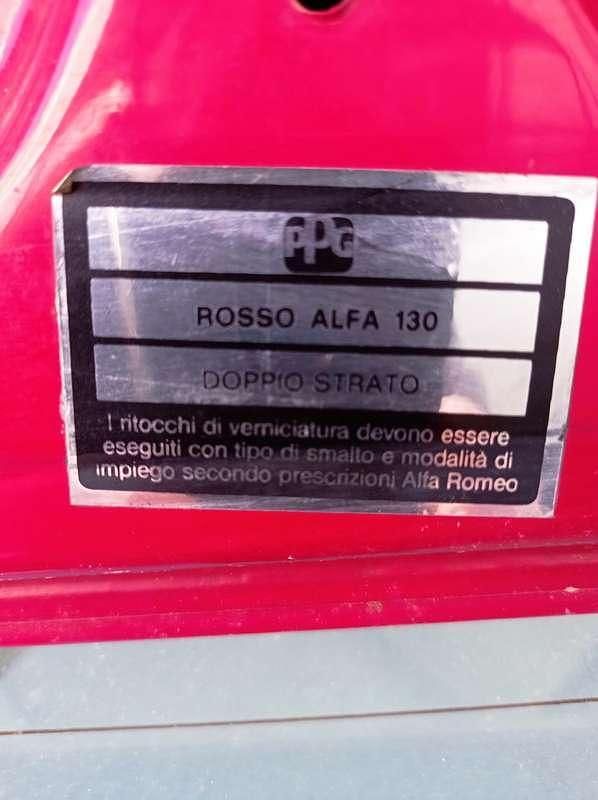 PPG
ROSSO ALFA 130
DOPPIO STRATO
I ritocchi di verniciatura devono essere
eseguiti con tipo di smalto e modalità di
impiego secondo prescrizioni Alfa Romeo